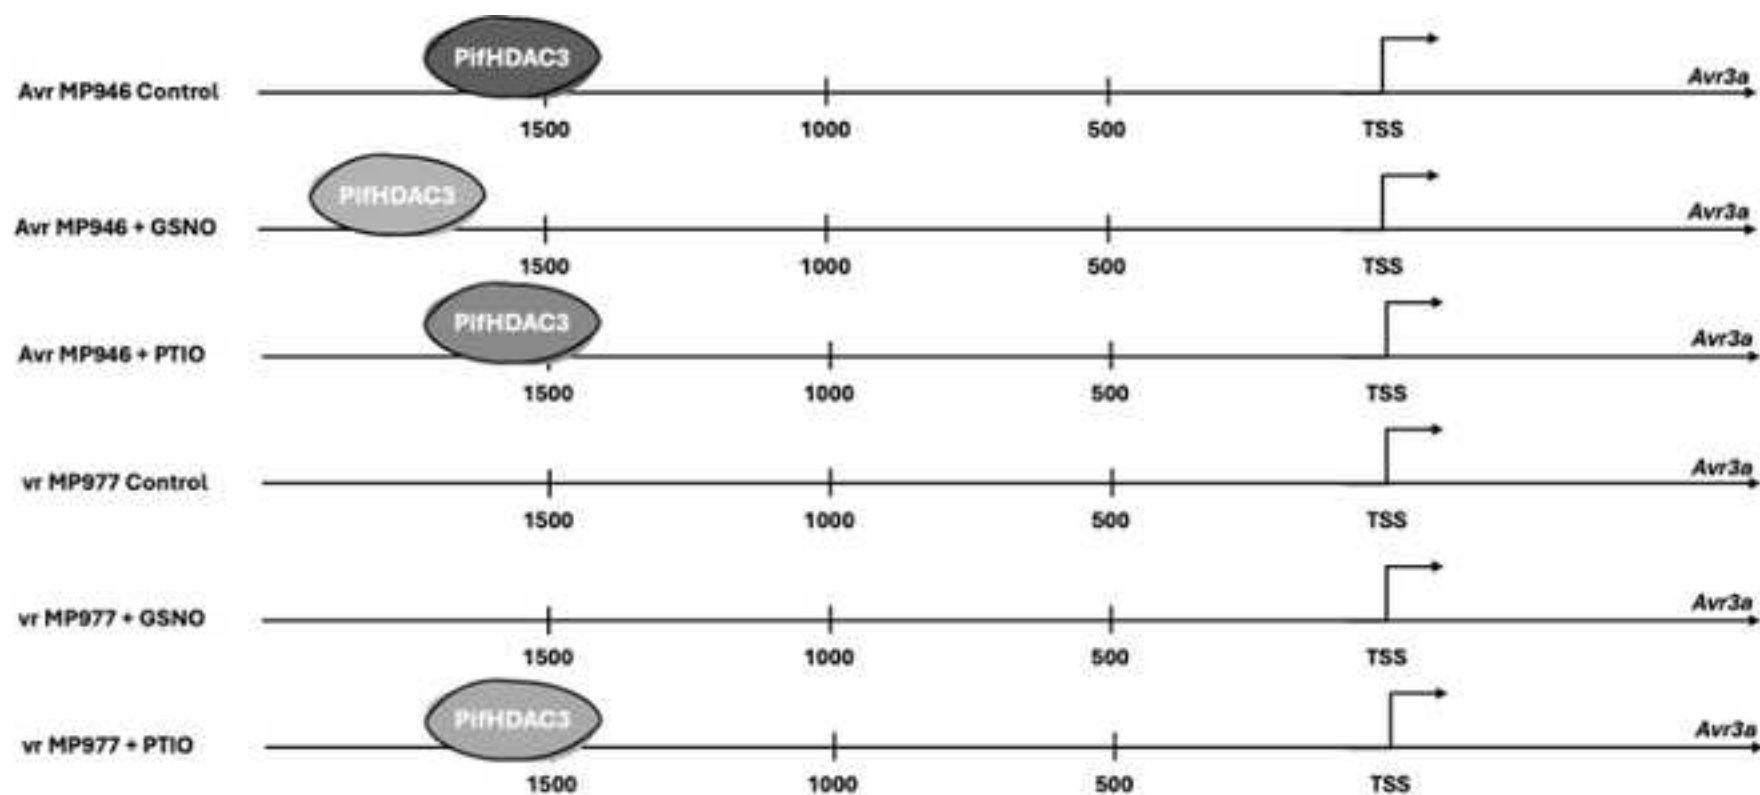 PifHDAC3
Avr MP946 Control
Avr3a
1500 1000 500 TSS
PifHDAC3
Avr MP946 + GSNO
Avr3a
1500 1000 500 TSS
PifHDAC3
Avr MP946 + PTIO
Avr3a
1500 1000 500 TSS
vr MP977 Control
Avr3a
1500 1000 500 TSS
vr MP977 + GSNO
Avr3a
1500 1000 500 TSS
PifHDAC3
vr MP977 + PTIO
Avr3a
1500 1000 500 TSS